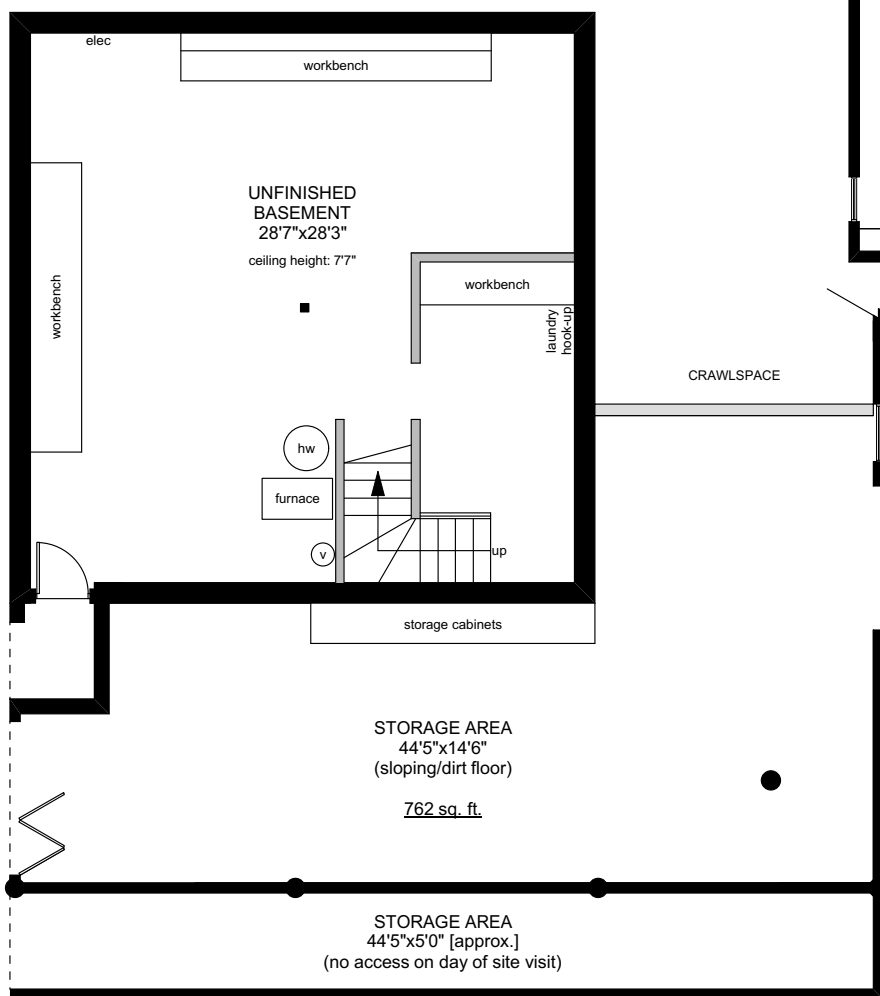 elec
workbench
UNFINISHED
BASEMENT
28'7"x28'3"
ceiling height: 7'7"
workbench
workbench
laundry
hook-up
CRAWLSPACE
hw
furnace
v
up
storage cabinets
STORAGE AREA
44'5"x14'6"
(sloping/dirt floor)
762 sq. ft.
STORAGE AREA
44'5"x5'0" [approx.]
(no access on day of site visit)